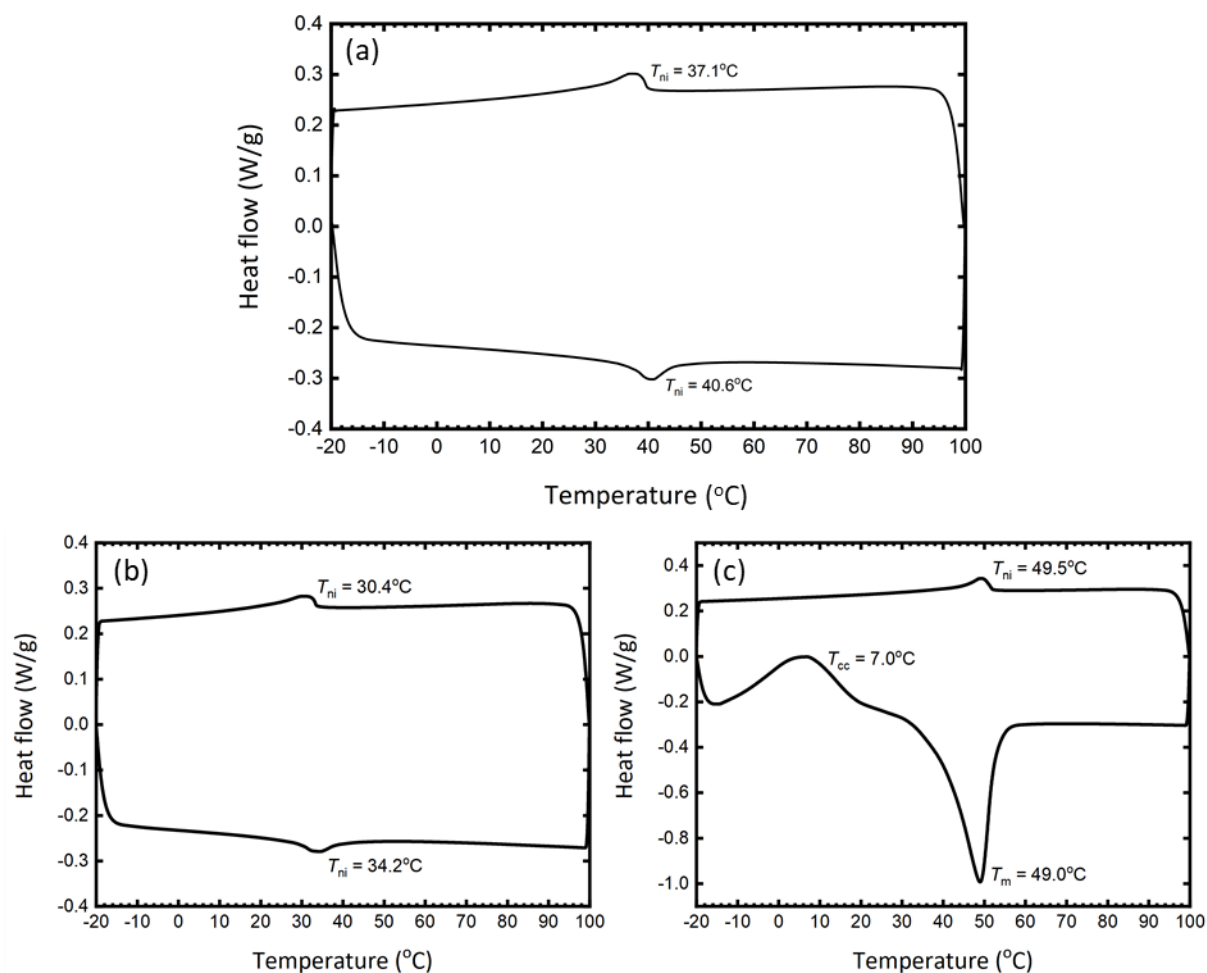 (a)
Heat flow (W/g)
0.4
0.3
0.2
0.1
0.0
-0.1
-0.2
-0.3
-0.4
Tni = 37.1°C
Tni = 40.6°C
-20 -10 0 10 20 30 40 50 60 70 80 90 100
Temperature (°C)
(b)
Heat flow (W/g)
0.4
0.3
0.2
0.1
0.0
-0.1
-0.2
-0.3
-0.4
Tni = 30.4°C
Tni = 34.2°C
-20 -10 0 10 20 30 40 50 60 70 80 90 100
Temperature (°C)
(c)
Heat flow (W/g)
0.4
0.2
0.0
-0.2
-0.4
-0.6
-0.8
-1.0
Tni = 49.5°C
Tcc = 7.0°C
Tm = 49.0°C
-20 -10 0 10 20 30 40 50 60 70 80 90 100
Temperature (°C)